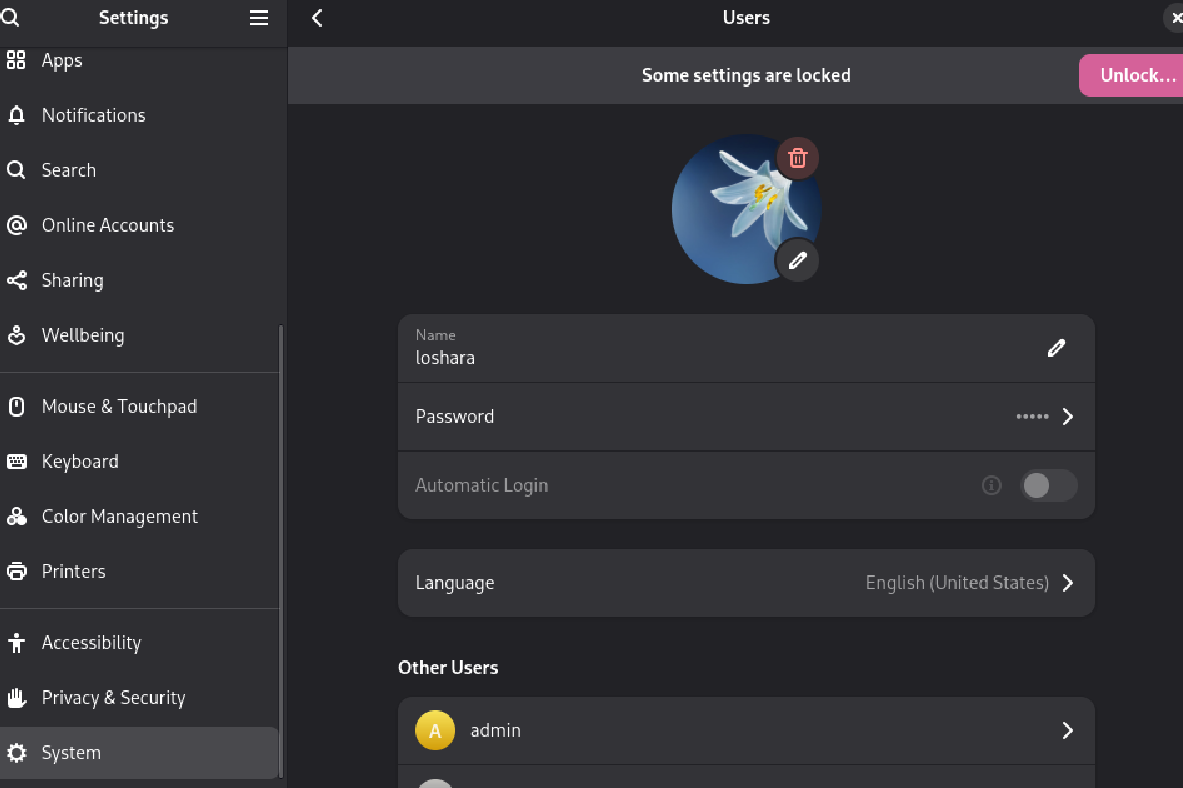 Settings
Apps
Notifications
Search
Online Accounts
Sharing
Wellbeing
Mouse & Touchpad
Keyboard
Color Management
Printers
Accessibility
Privacy & Security
System
Users
Some settings are locked
Unlock...
Name
loshara
Password
•••••
Automatic Login
Language
English (United States)
Other Users
A
admin